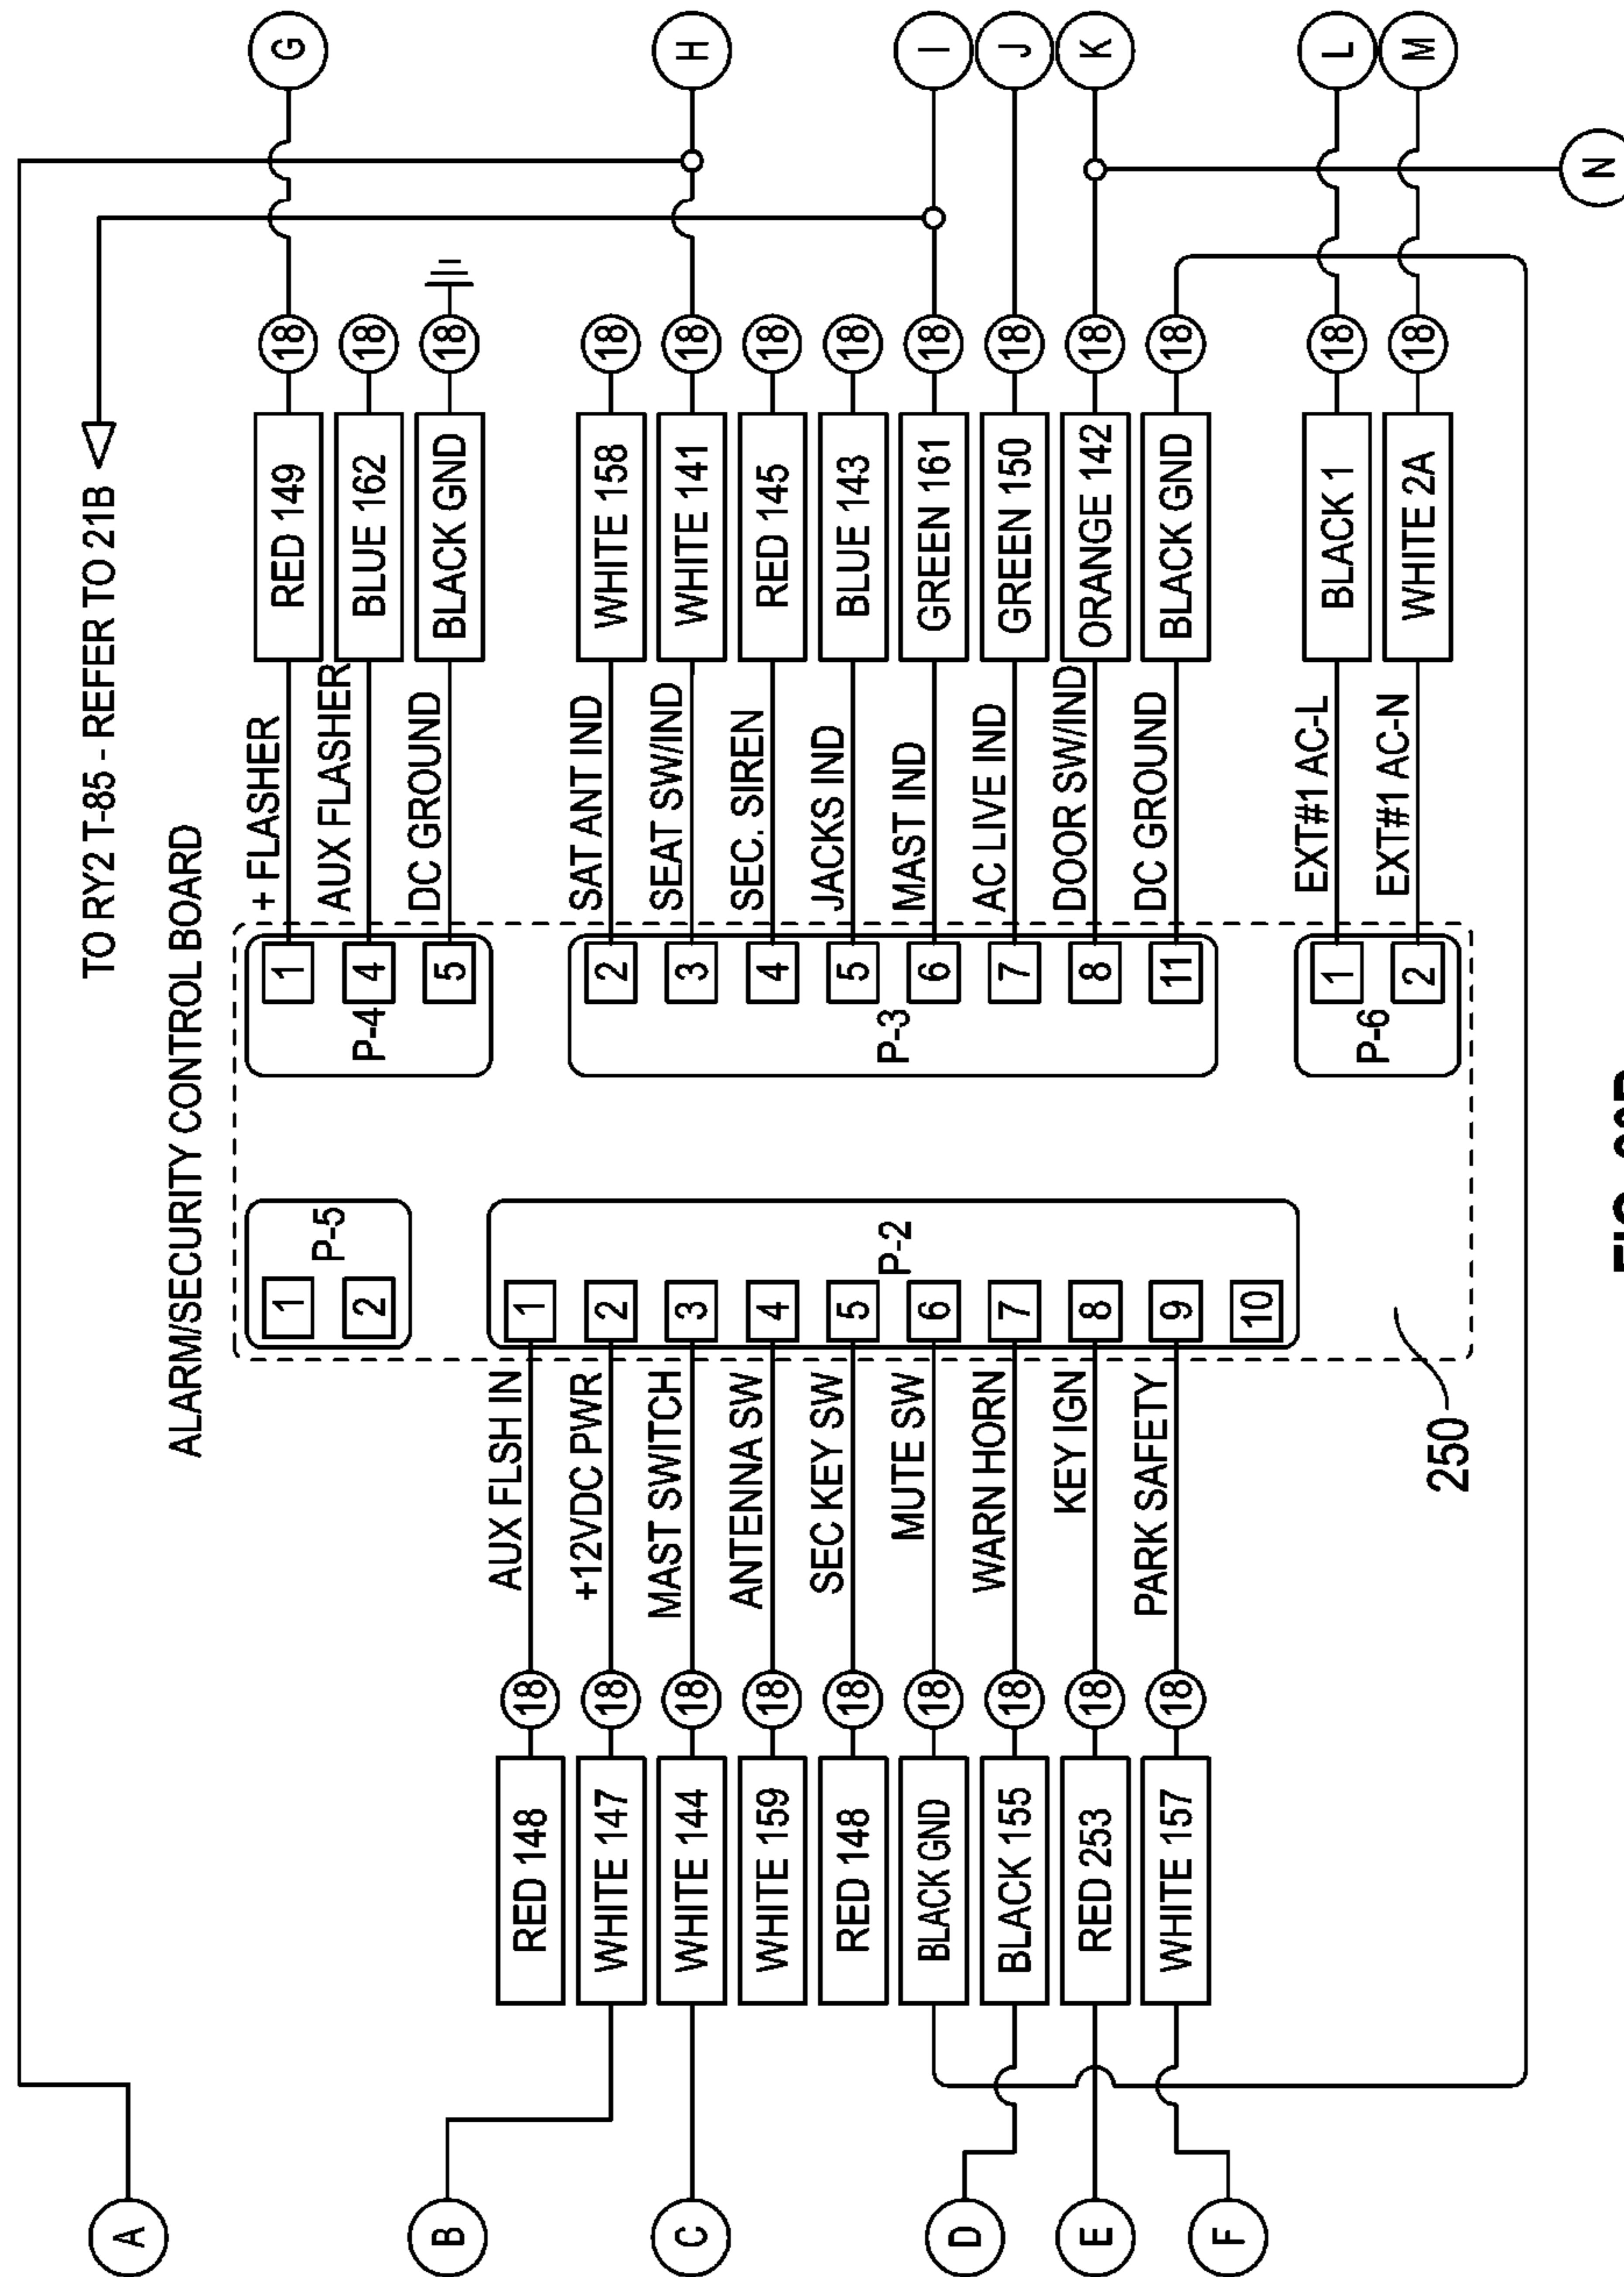 TO RY2 T-85 - REFER TO 21B
ALARM/SECURITY CONTROL BOARD
A
B
C
D
E
F
RED 148
18
AUX FLSH IN
WHITE 147
18
+12VDC PWR
WHITE 144
18
MAST SWITCH
WHITE 159
18
ANTENNA SW
RED 148
18
SEC KEY SW
BLACK GND
18
MUTE SW
BLACK 155
18
WARN HORN
RED 253
18
KEY IGN
WHITE 157
18
PARK SAFETY
P-5
1
2
P-2
1
2
3
4
5
6
7
8
9
10
250
P-4
1
4
5
P-3
2
3
4
5
6
7
8
11
P-6
1
2
+ FLASHER
RED 149
18
AUX FLASHER
BLUE 162
18
DC GROUND
BLACK GND
18
SAT ANT IND
WHITE 158
18
SEAT SW/IND
WHITE 141
18
SEC. SIREN
RED 145
18
JACKS IND
BLUE 143
18
MAST IND
GREEN 161
18
AC LIVE IND
GREEN 150
18
DOOR SW/IND
ORANGE 142
18
DC GROUND
BLACK GND
18
EXT#1 AC-L
BLACK 1
18
EXT#1 AC-N
WHITE 2A
18
G
H
I
J
K
L
M
N